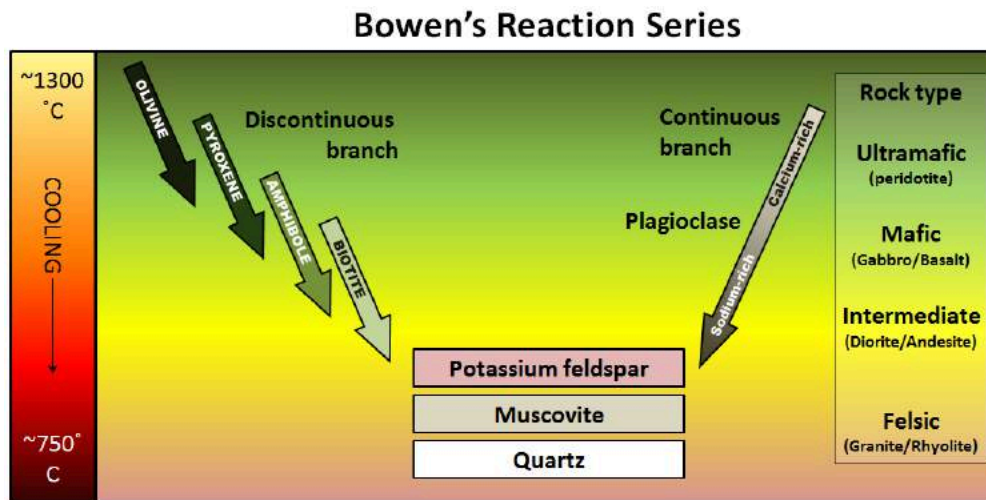 Bowen's Reaction Series
~1300
˚C
COOLING
~750˚
C
OLIVINE
PYROXENE
AMPHIBOLE
BIOTITE
Discontinuous
branch
Continuous
branch
Plagioclase
Calcium-rich
Sodium-rich
Potassium feldspar
Muscovite
Quartz
Rock type
Ultramafic
(peridotite)
Mafic
(Gabbro/Basalt)
Intermediate
(Diorite/Andesite)
Felsic
(Granite/Rhyolite)